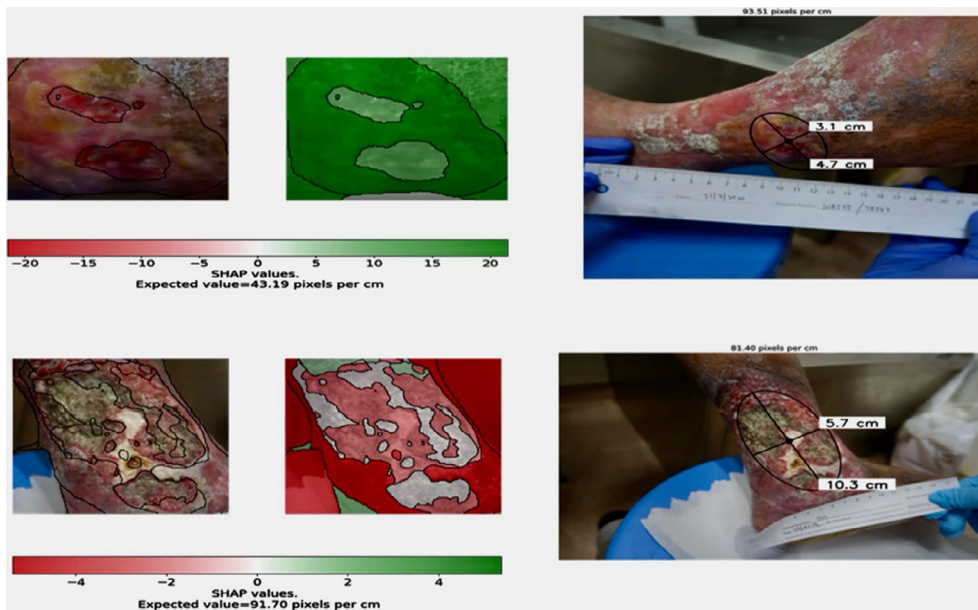 93.51 pixels per cm
3.1 cm
4.7 cm
−20 −15 −10 −5 0 5 10 15 20
SHAP values.
Expected value=43.19 pixels per cm
81.40 pixels per cm
5.7 cm
10.3 cm
−4 −2 0 2 4
SHAP values.
Expected value=91.70 pixels per cm